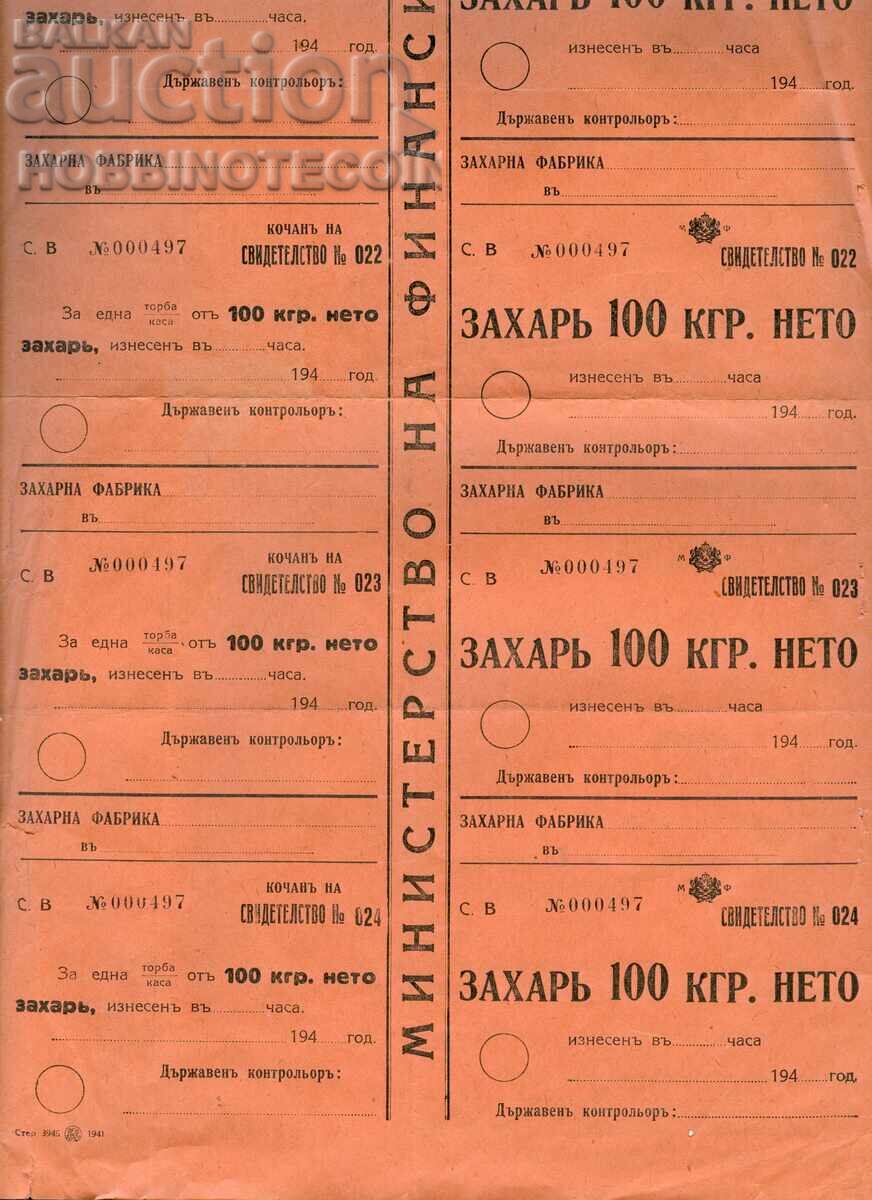 захарь, изнесенъ въ..............часа.
194......год.
Държавенъ контрольоръ:
ЗАХАРНА ФАБРИКА
въ
С. В №000497
КОЧАНЪ НА
СВИДЕТЕЛСТВО № 022
За една торба/каса отъ 100 кгр. нето
захарь, изнесенъ въ..............часа.
194......год.
Държавенъ контрольоръ:
ЗАХАРНА ФАБРИКА
въ
С. В №000497
КОЧАНЪ НА
СВИДЕТЕЛСТВО № 023
За една торба/каса отъ 100 кгр. нето
захарь, изнесенъ въ..............часа.
194......год.
Държавенъ контрольоръ:
ЗАХАРНА ФАБРИКА
въ
С. В №000497
КОЧАНЪ НА
СВИДЕТЕЛСТВО № 024
За една торба/каса отъ 100 кгр. нето
захарь, изнесенъ въ..............часа.
194......год.
Държавенъ контрольоръ:
3945 1941
МИНИСТЕРСТВО НА ФИНАНСИ
ЗАХАРЬ 100 КГР. НЕТО
изнесенъ въ..............часа
194......год.
Държавенъ контрольоръ:
ЗАХАРНА ФАБРИКА
въ
М Ф
С. В №000497
СВИДЕТЕЛСТВО № 022
ЗАХАРЬ 100 КГР. НЕТО
изнесенъ въ..............часа
194......год.
Държавенъ контрольоръ:
ЗАХАРНА ФАБРИКА
въ
М Ф
С. В №000497
СВИДЕТЕЛСТВО № 023
ЗАХАРЬ 100 КГР. НЕТО
изнесенъ въ..............часа
194......год.
Държавенъ контрольоръ:
ЗАХАРНА ФАБРИКА
въ
М Ф
С. В №000497
СВИДЕТЕЛСТВО № 024
ЗАХАРЬ 100 КГР. НЕТО
изнесенъ въ..............часа
194......год,
Държавенъ контрольоръ:
BALKAN
auction
HOBBINOTECOIN